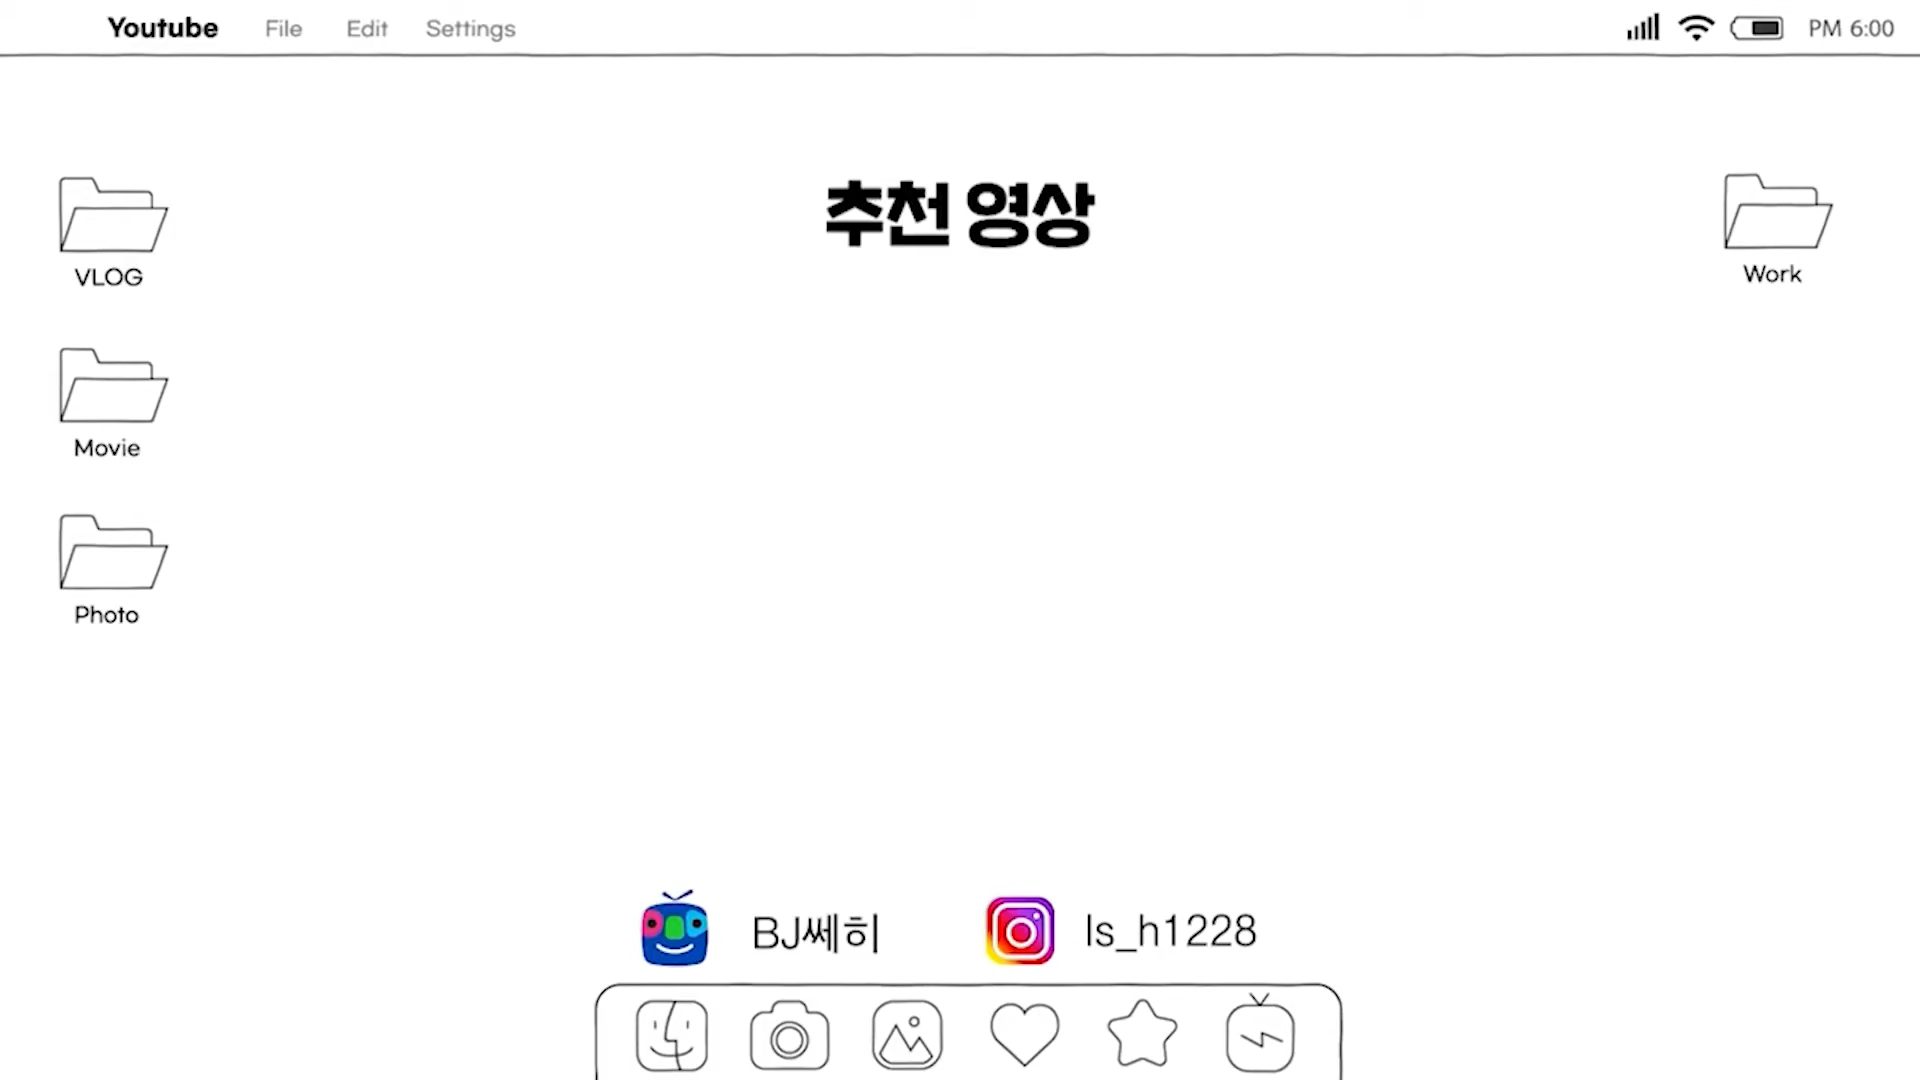 Youtube File Edit Settings PM 6:00
추천 영상
VLOG
Work
Movie
Photo
BJ쎄히 ls_h1228